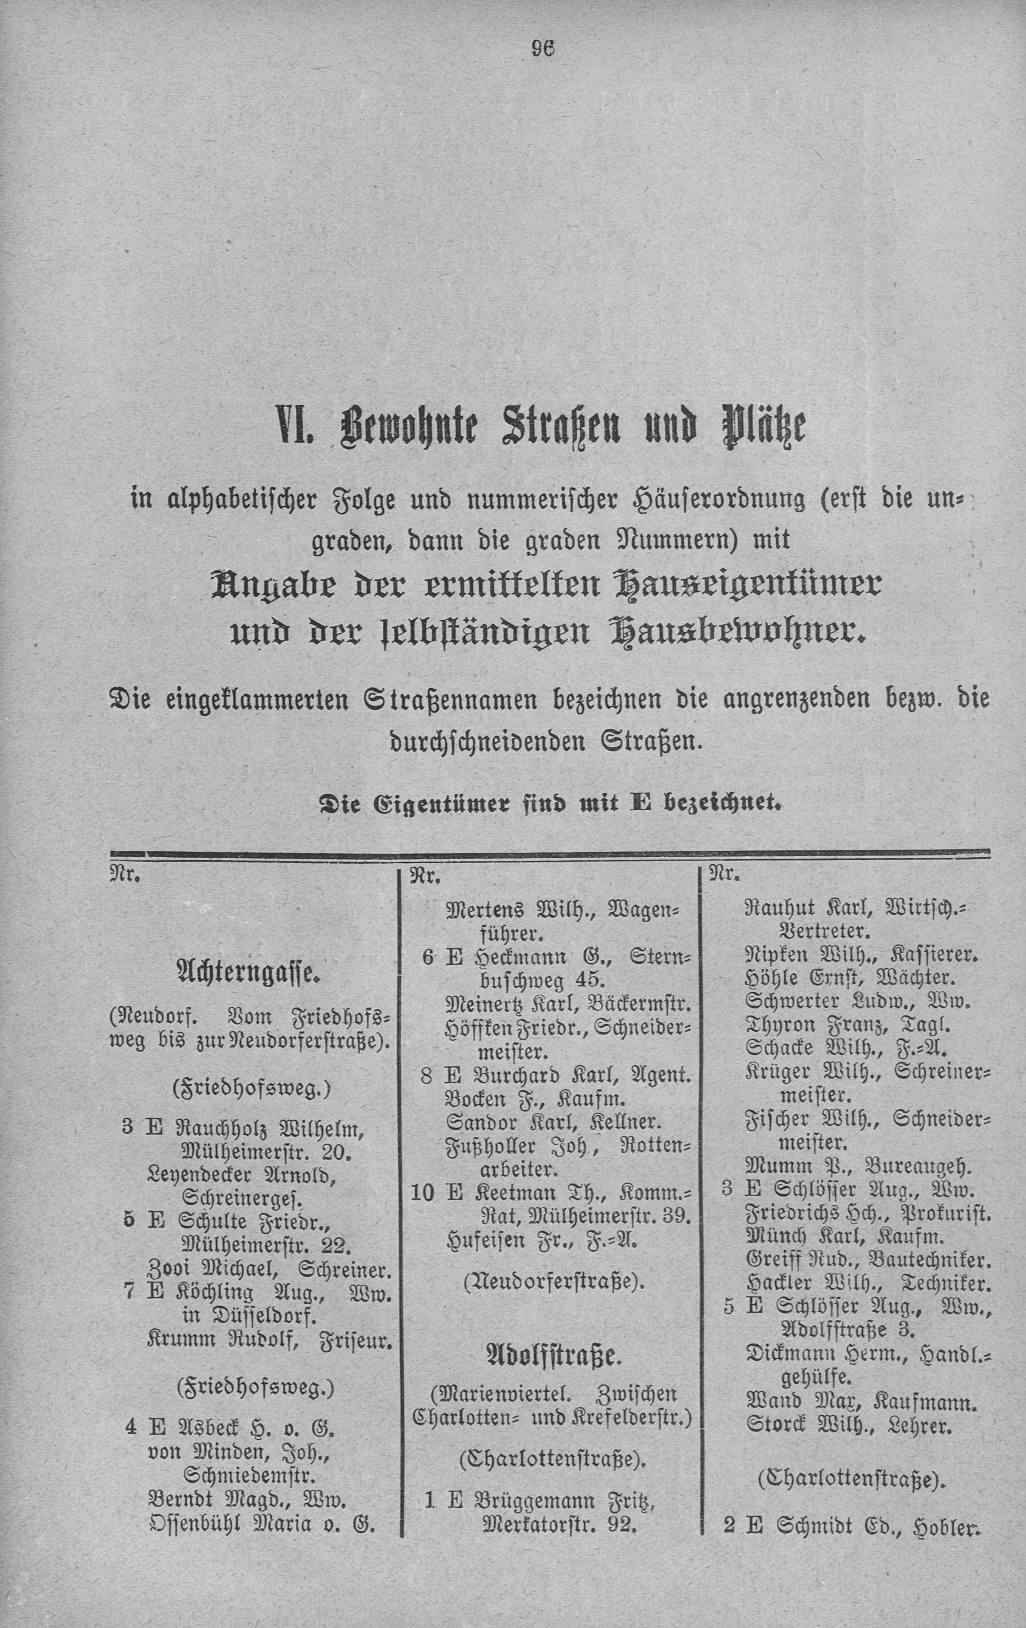 96
VI. Bewohnte Straßen und Plätze
in alphabetischer Folge und nummerischer Häuserordnung (erst die un-
graden, dann die graden Nummern) mit
Angabe der ermittelten Hauseigentümer
und der selbständigen Hausbewohner.
Die eingeklammerten Straßennamen bezeichnen die angrenzenden bezw. die
durchschneidenden Straßen.
Die Eigentümer sind mit E bezeichnet.
Nr.
Achterngasse.
(Neudorf. Vom Friedhofs-
weg bis zur Neudorferstraße).
(Friedhofsweg.)
3 E Rauchholz Wilhelm,
Mülheimerstr. 20.
Leyendecker Arnold,
Schreinerges.
5 E Schulte Friedr.,
Mülheimerstr. 22.
Zooi Michael, Schreiner.
7 E Köchling Aug., Ww.
in Düsseldorf.
Krumm Rudolf, Friseur.
(Friedhofsweg.)
4 E Asbeck H. o. G.
von Minden, Joh.,
Schmiedemstr.
Berndt Magd., Ww.
Ossenbühl Maria o. G.
Nr.
Mertens Wilh., Wagen-
führer.
6 E Heckmann G., Stern-
buschweg 45.
Meinertz Karl, Bäckermstr.
Höffken Friedr., Schneider-
meister.
8 E Burchard Karl, Agent.
Bocken F., Kaufm.
Sandor Karl, Kellner.
Fußholler Joh., Rotten-
arbeiter.
10 E Keetman Th., Komm.-
Rat, Mülheimerstr. 39.
Hufeisen Fr., F.-A.
(Neudorferstraße).
Adolfstraße.
(Marienviertel. Zwischen
Charlotten- und Krefelderstr.)
(Charlottenstraße).
1 E Brüggemann Fritz,
Merkatorstr. 92.
Nr.
Rauhut Karl, Wirtsch.-
Vertreter.
Nipken Wilh., Kassierer.
Höhle Ernst, Wächter.
Schwerter Ludw., Ww.
Thyron Franz, Tagl.
Schacke Wilh., F.-A.
Krüger Wilh., Schreiner-
meister.
Fischer Wilh., Schneider-
meister.
Mumm P., Bureaugeh.
3 E Schlösser Aug., Ww.
Friedrichs Hch., Prokurist.
Münch Karl, Kaufm.
Greiff Rud., Bautechniker.
Hackler Wilh., Techniker.
5 E Schlösser Aug., Ww.,
Adolfstraße 3.
Dickmann Herm., Handl.-
gehülfe.
Wand Max, Kaufmann.
Storck Wilh., Lehrer.
(Charlottenstraße).
2 E Schmidt Ed., Hobler.